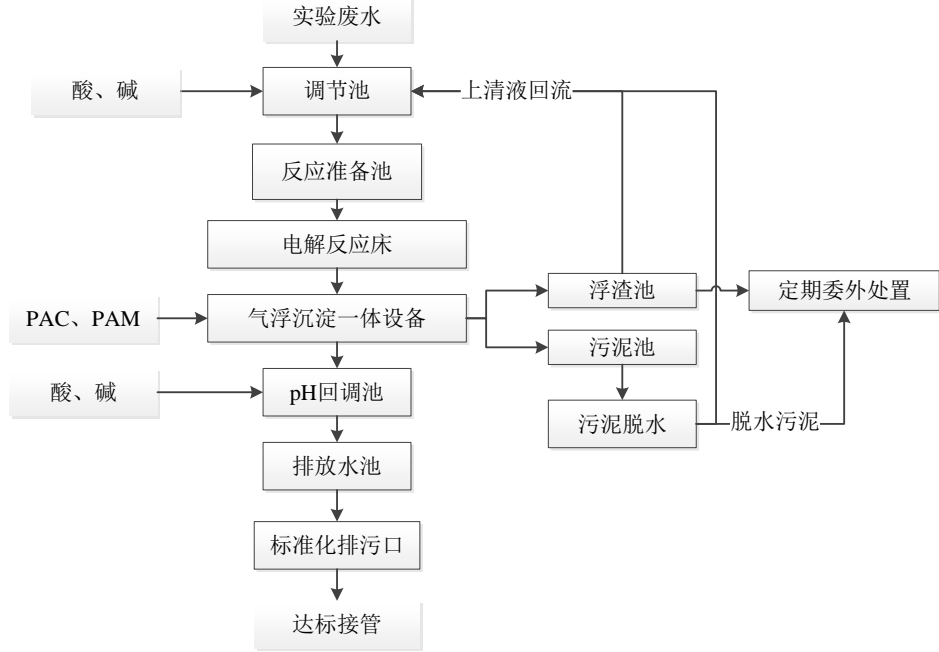 实验废水
酸、碱
调节池
上清液回流
反应准备池
电解反应床
浮渣池
定期委外处置
PAC、PAM
气浮沉淀一体设备
污泥池
酸、碱
pH回调池
污泥脱水
脱水污泥
排放水池
标准化排污口
达标接管